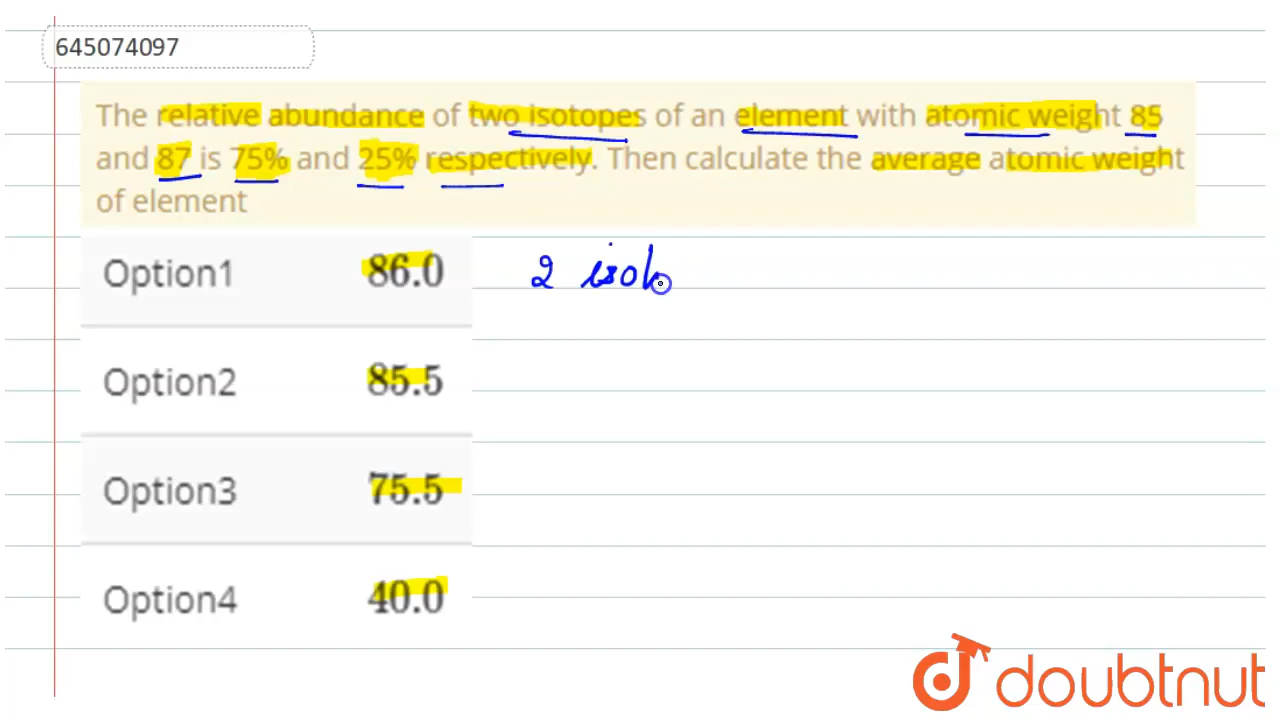 645074097
The relative abundance of two isotopes of an element with atomic weight 85
and 87 is 75% and 25% respectively. Then calculate the average atomic weight
of element
Option1 86.0 2 isot
Option2 85.5
Option3 75.5
Option4 40.0
doubtnut